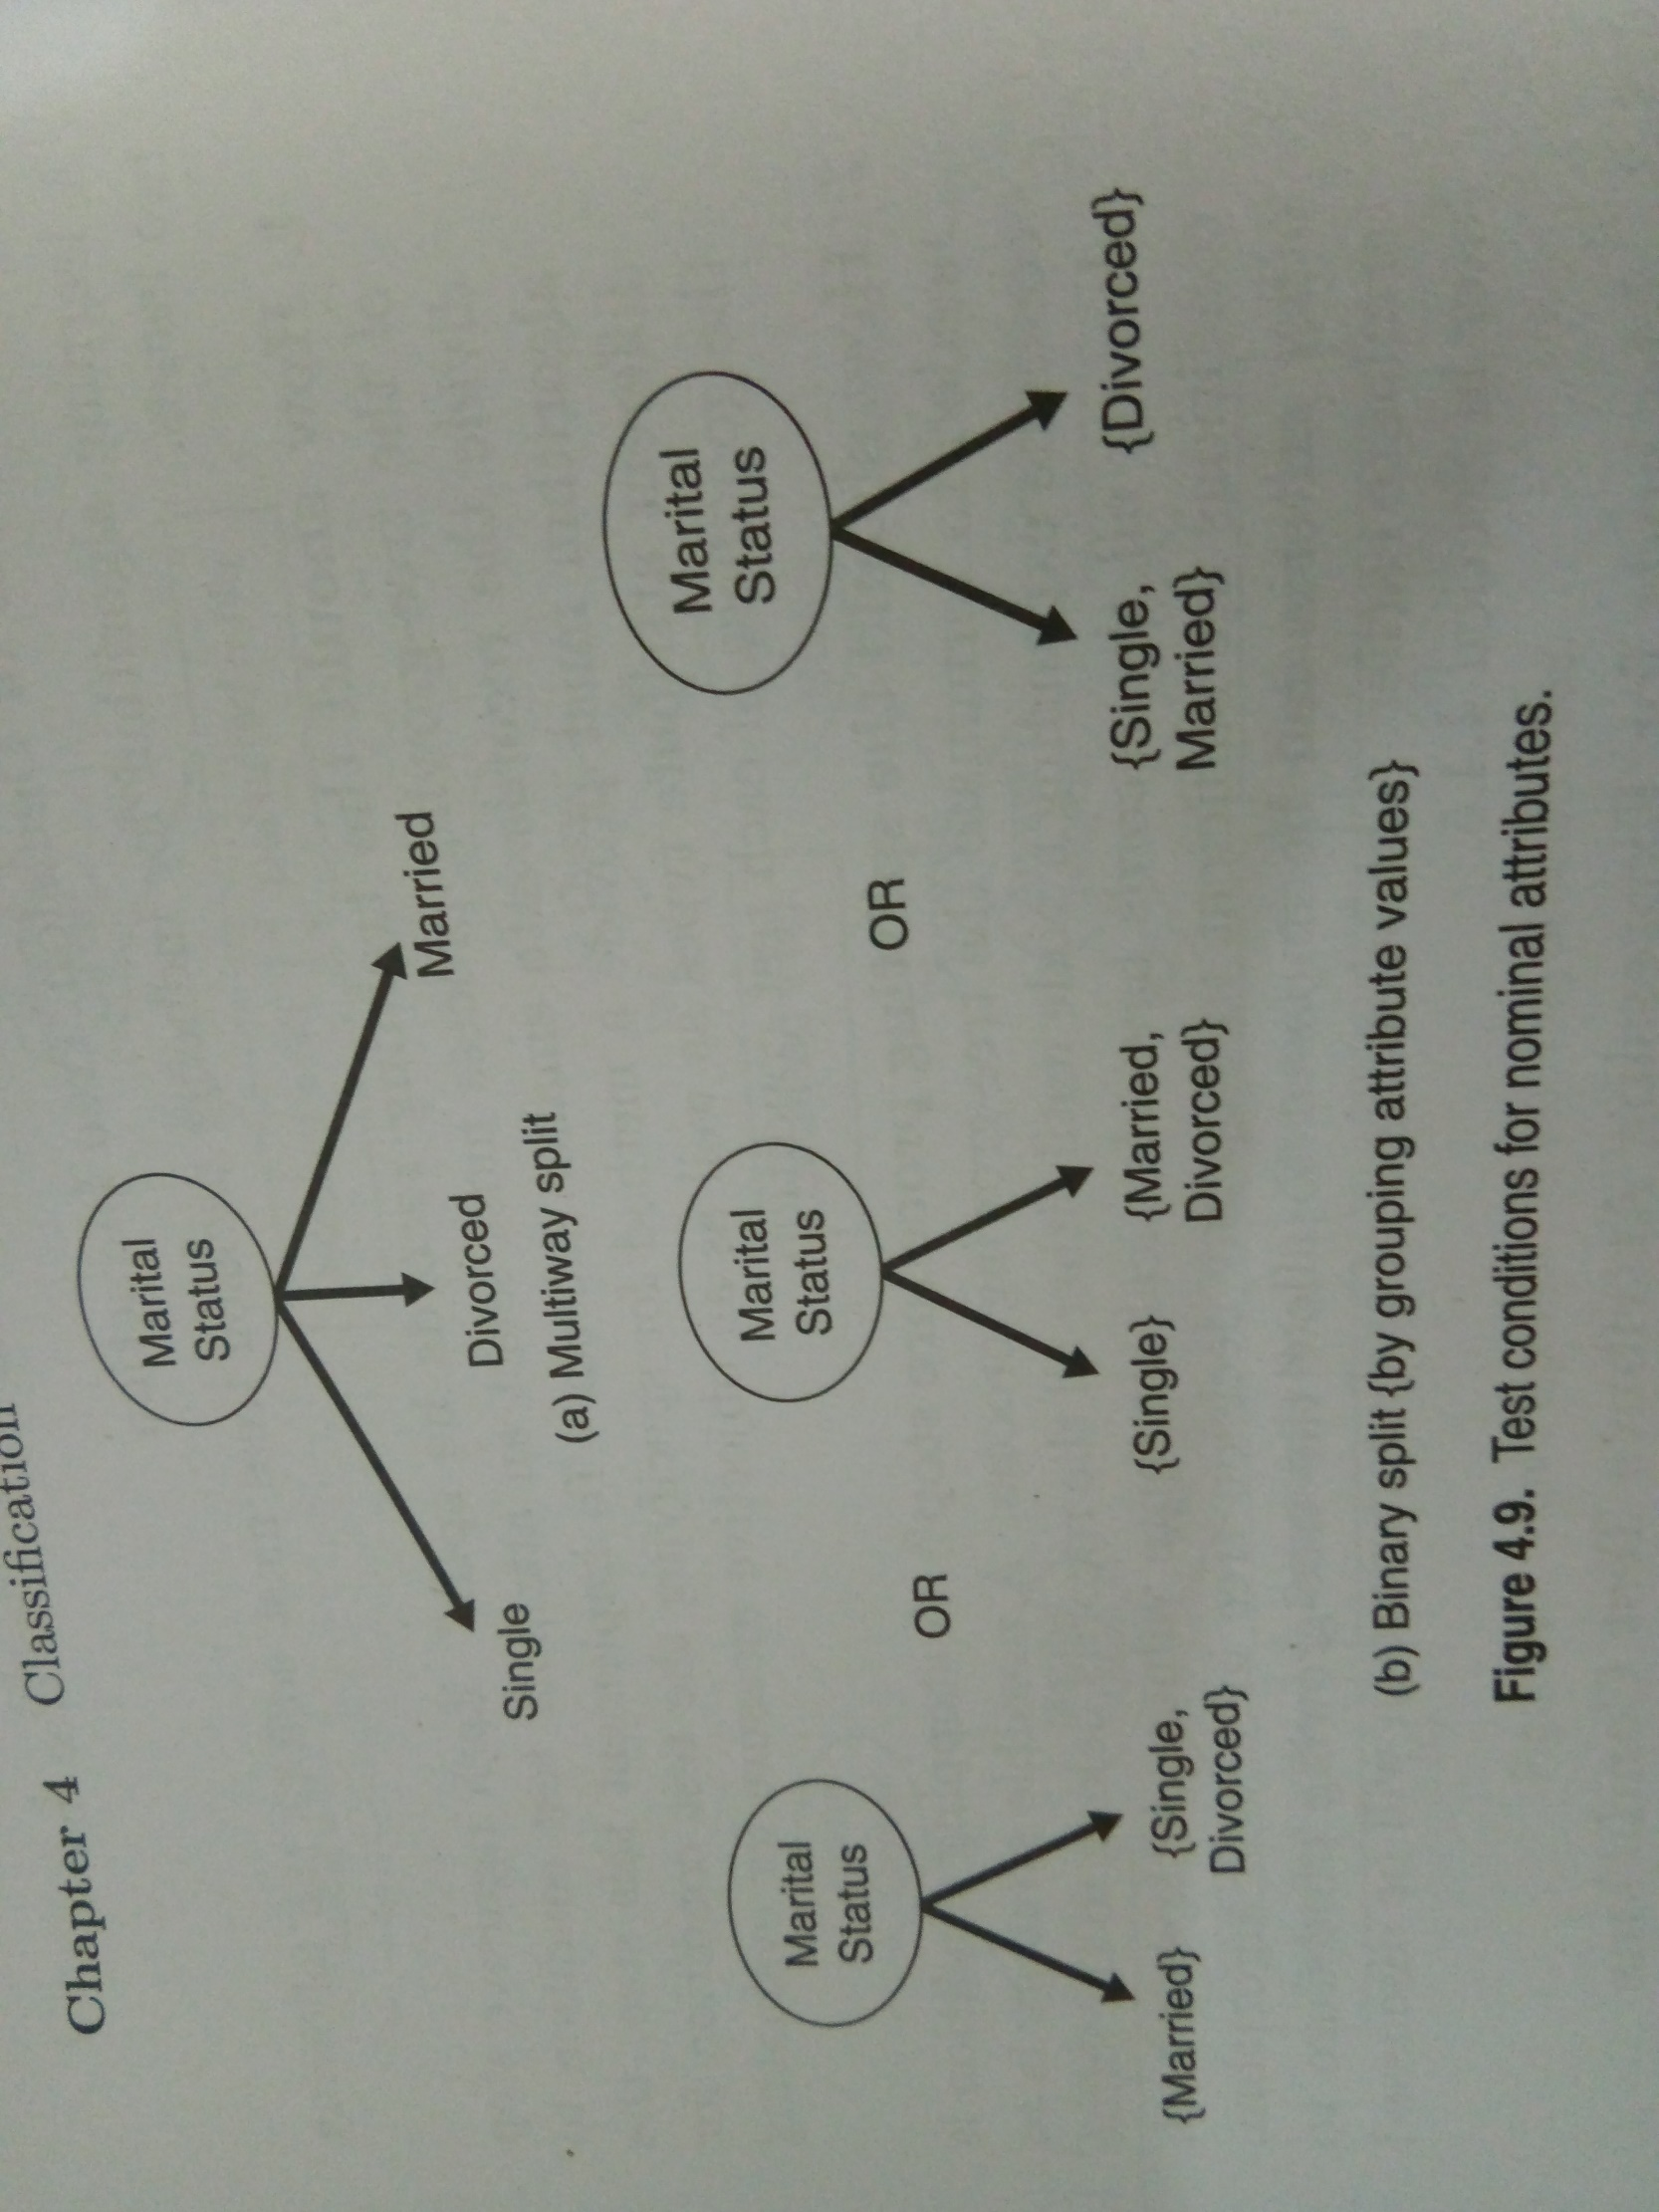 Chapter 4 Classification
Marital
Status
Single
Divorced
Married
(a) Multiway split
Marital
Status
{Married}
{Single,
Divorced}
OR
Marital
Status
{Single}
{Married,
Divorced}
OR
Marital
Status
{Single,
Married}
{Divorced}
(b) Binary split {by grouping attribute values}
Figure 4.9. Test conditions for nominal attributes.